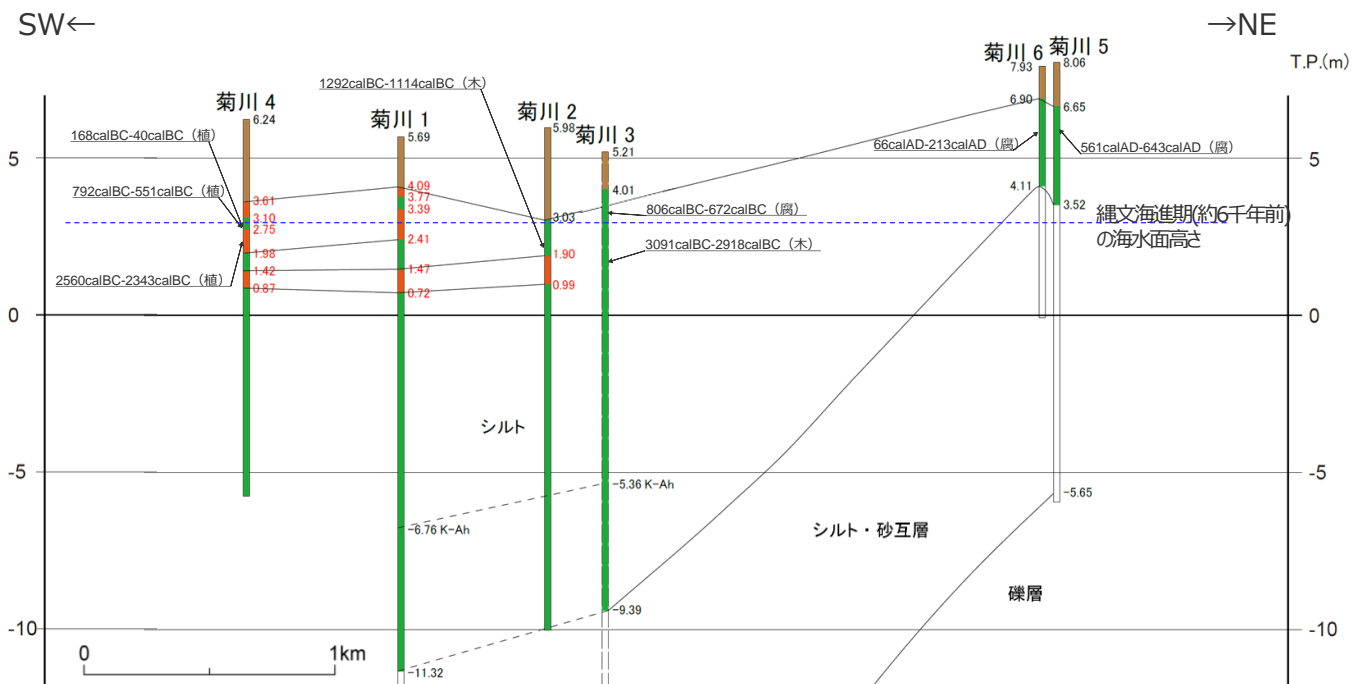 SW←
→NE
T.P.(m)
菊川 4
6.24
菊川 1
5.69
菊川 2
5.98
菊川 3
5.21
菊川 6
7.93
菊川 5
8.06
1292calBC-1114calBC（木）
168calBC-40calBC（植）
792calBC-551calBC（植）
2560calBC-2343calBC（植）
66calAD-213calAD（腐）
561calAD-643calAD（腐）
806calBC-672calBC（腐）
3091calBC-2918calBC（木）
縄文海進期(約6千年前)
の海水面高さ
3.61
3.10
2.75
1.98
1.42
0.87
4.09
3.77
3.39
2.41
1.47
0.72
3.03
1.90
0.99
4.01
6.90
4.11
6.65
3.52
5
0
-5
-10
5
0
-5
-10
シルト
-6.76 K-Ah
-5.36 K-Ah
シルト・砂互層
礫層
-5.65
-9.39
-11.32
0
1km